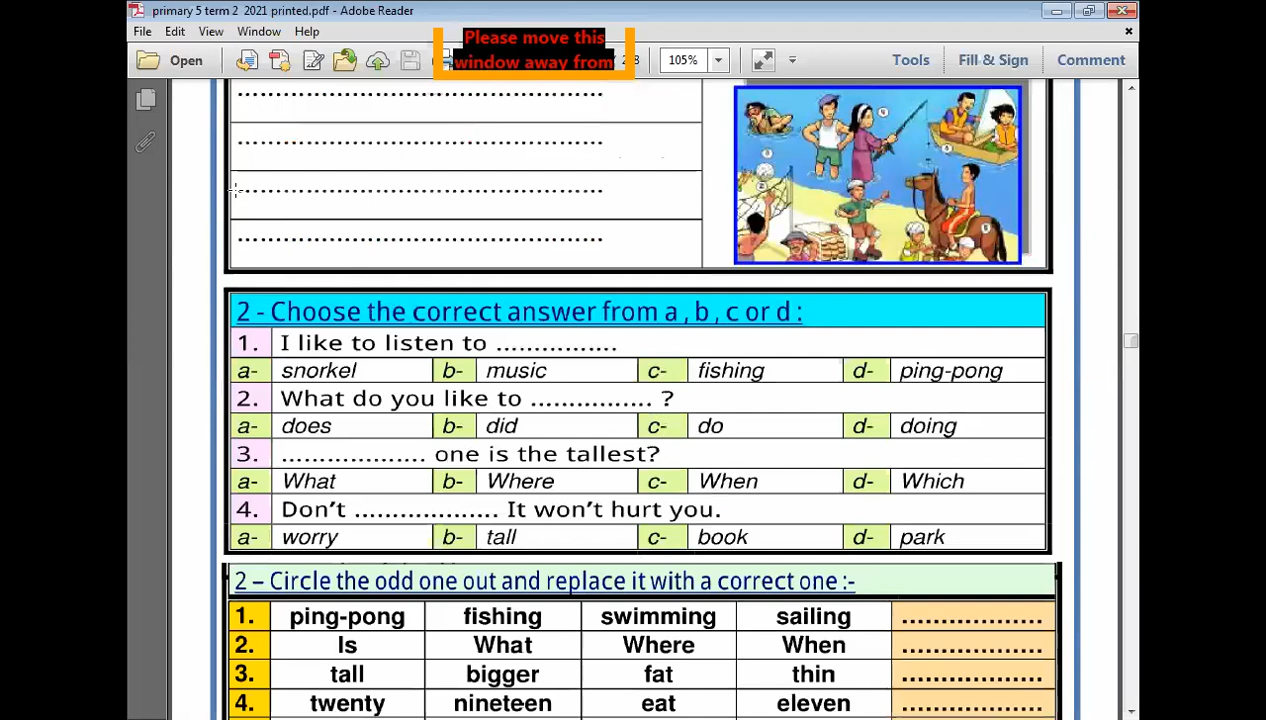 primary 5 term 2 2021 printed.pdf - Adobe Reader
File Edit View Window Help
Please move this
window away from
Open 105% Tools Fill & Sign Comment
................................................
................................................
................................................
................................................
2 - Choose the correct answer from a , b , c or d :
1. I like to listen to ................
a- snorkel b- music c- fishing d- ping-pong
2. What do you like to ................ ?
a- does b- did c- do d- doing
3. ................... one is the tallest?
a- What b- Where c- When d- Which
4. Don't ................... It won't hurt you.
a- worry b- tall c- book d- park
2 – Circle the odd one out and replace it with a correct one :-
1. ping-pong fishing swimming sailing ..................
2. Is What Where When ..................
3. tall bigger fat thin ..................
4. twenty nineteen eat eleven ..................